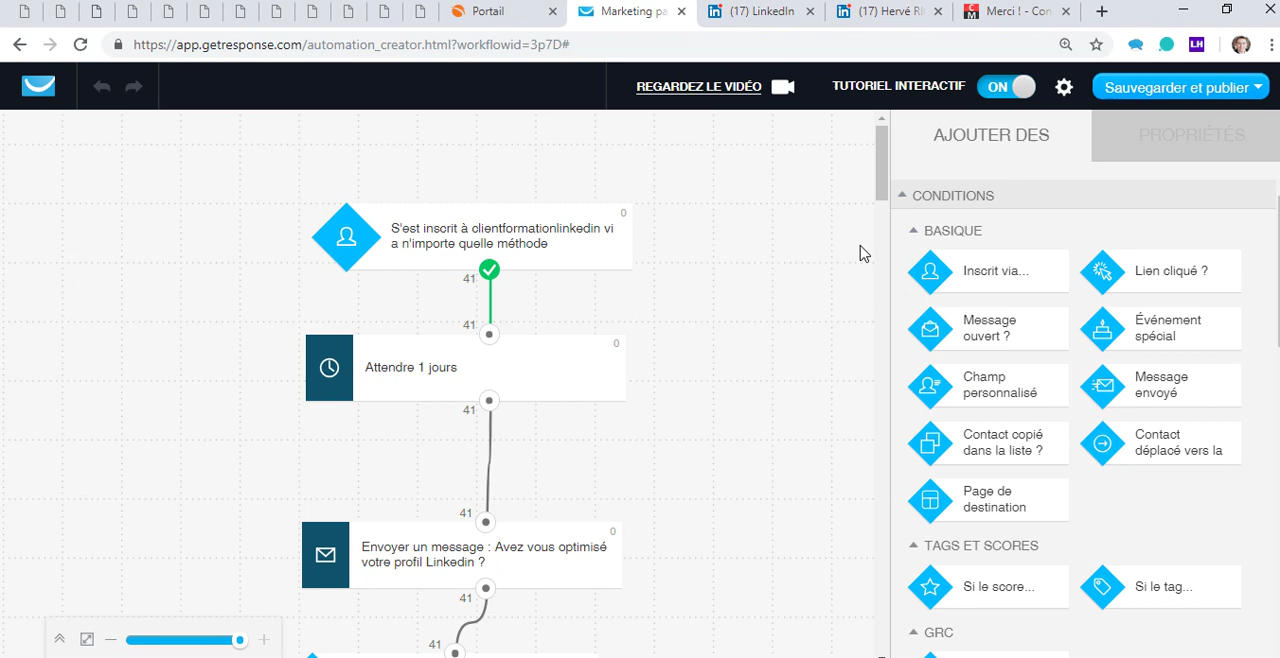 Portail
Marketing pa
(17) LinkedIn
(17) Hervé R
Merci ! - Con
https://app.getresponse.com/automation_creator.html?workflowid=3p7D#
LH
REGARDEZ LE VIDÉO
TUTORIEL INTERACTIF
ON
Sauvegarder et publier
AJOUTER DES
PROPRIÉTÉS
CONDITIONS
BASIQUE
Inscrit via...
Lien cliqué ?
Message
ouvert ?
Événement
spécial
Champ
personnalisé
Message
envoyé
Contact copié
dans la liste ?
Contact
déplacé vers la
Page de
destination
TAGS ET SCORES
Si le score...
Si le tag...
GRC
0
S'est inscrit à clientformationlinkedin vi
a n'importe quelle méthode
41
41
0
Attendre 1 jours
41
41
0
Envoyer un message : Avez vous optimisé
votre profil Linkedin ?
41
41